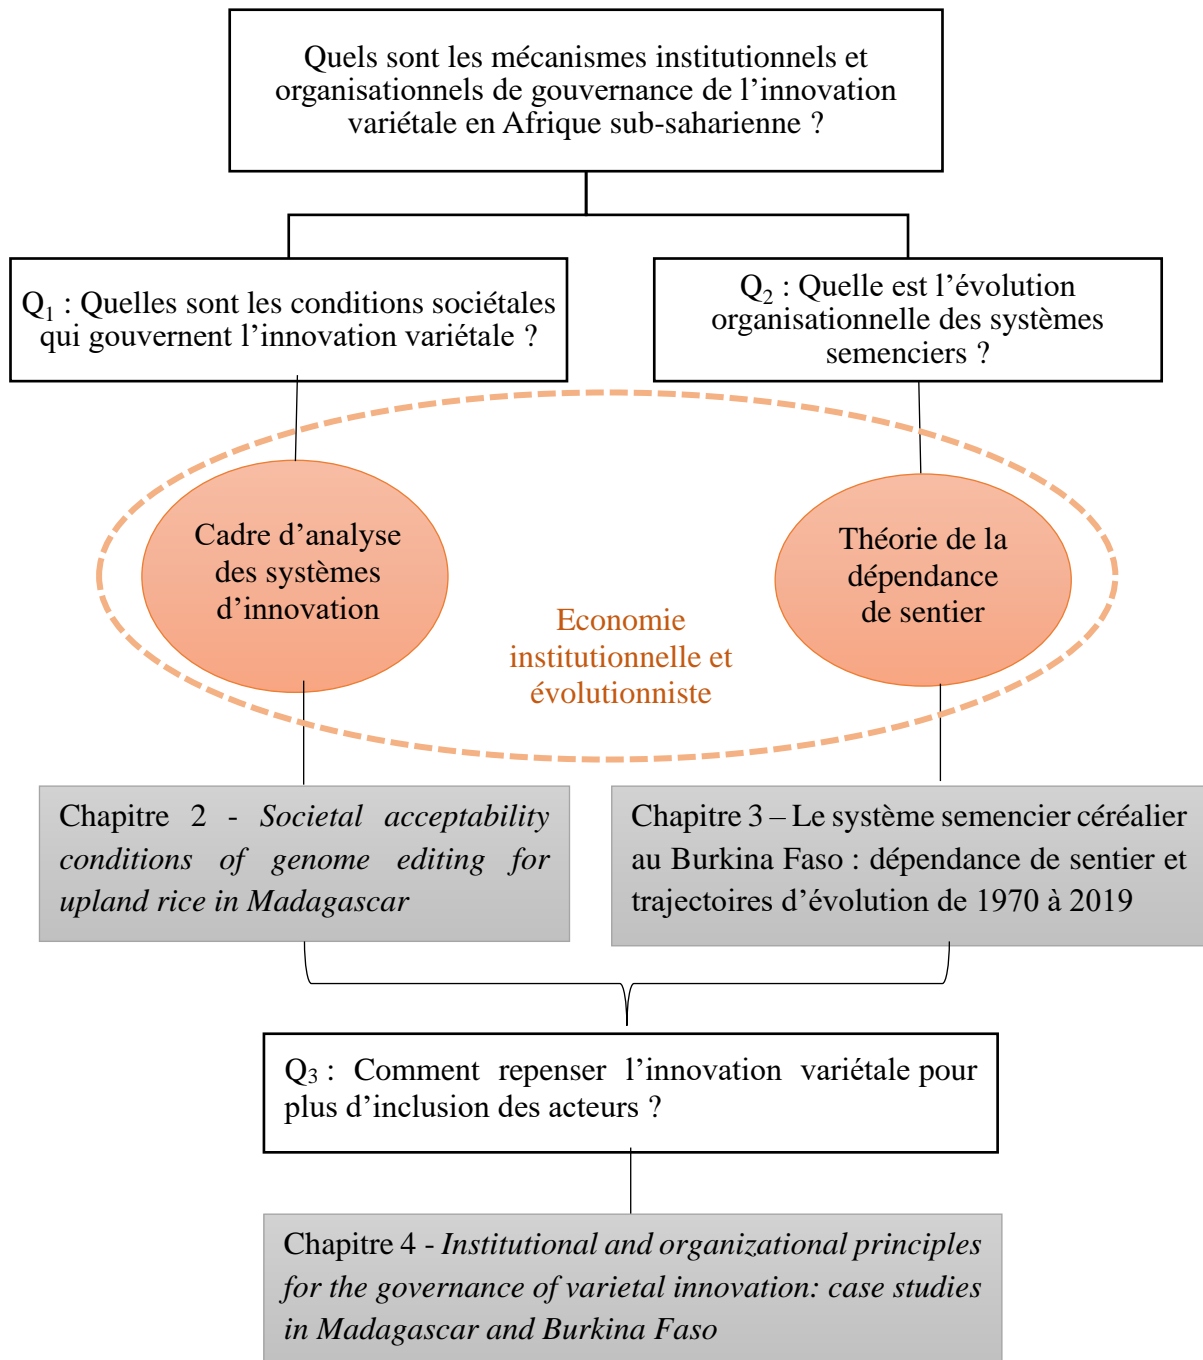 Quels sont les mécanismes institutionnels et
organisationnels de gouvernance de l’innovation
variétale en Afrique sub-saharienne ?
Q1 : Quelles sont les conditions sociétales
qui gouvernent l’innovation variétale ?
Q2 : Quelle est l’évolution
organisationnelle des systèmes
semenciers ?
Cadre d’analyse
des systèmes
d’innovation
Théorie de la
dépendance
de sentier
Economie
institutionnelle et
évolutionniste
Chapitre 2 - Societal acceptability
conditions of genome editing for
upland rice in Madagascar
Chapitre 3 – Le système semencier céréalier
au Burkina Faso : dépendance de sentier et
trajectoires d’évolution de 1970 à 2019
Q3 : Comment repenser l’innovation variétale pour
plus d’inclusion des acteurs ?
Chapitre 4 - Institutional and organizational principles
for the governance of varietal innovation: case studies
in Madagascar and Burkina Faso